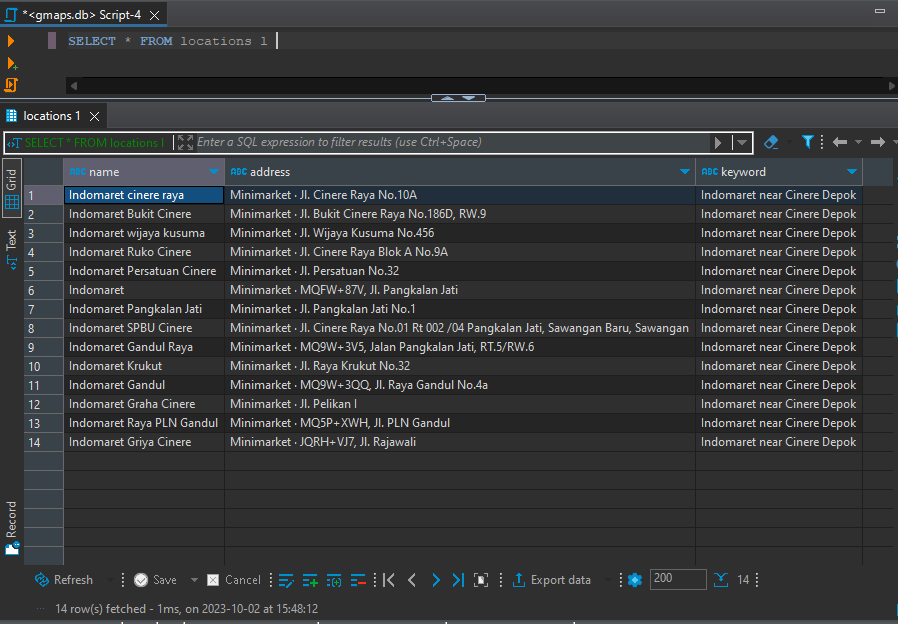 *<gmaps.db> Script-4
SELECT * FROM locations l
locations 1
SELECT * FROM locations l
Enter a SQL expression to filter results (use Ctrl+Space)
Grid
Text
Record
ABC name ABC address ABC keyword
1 Indomaret cinere raya Minimarket · Jl. Cinere Raya No.10A Indomaret near Cinere Depok
2 Indomaret Bukit Cinere Minimarket · Jl. Bukit Cinere Raya No.186D, RW.9 Indomaret near Cinere Depok
3 Indomaret wijaya kusuma Minimarket · Jl. Wijaya Kusuma No.456 Indomaret near Cinere Depok
4 Indomaret Ruko Cinere Minimarket · Jl. Cinere Raya Blok A No.9A Indomaret near Cinere Depok
5 Indomaret Persatuan Cinere Minimarket · Jl. Persatuan No.32 Indomaret near Cinere Depok
6 Indomaret Minimarket · MQFW+87V, Jl. Pangkalan Jati Indomaret near Cinere Depok
7 Indomaret Pangkalan Jati Minimarket · Jl. Pangkalan Jati No.1 Indomaret near Cinere Depok
8 Indomaret SPBU Cinere Minimarket · Jl. Cinere Raya No.01 Rt 002 /04 Pangkalan Jati, Sawangan Baru, Sawangan Indomaret near Cinere Depok
9 Indomaret Gandul Raya Minimarket · MQ9W+3V5, Jalan Pangkalan Jati, RT.5/RW.6 Indomaret near Cinere Depok
10 Indomaret Krukut Minimarket · Jl. Raya Krukut No.32 Indomaret near Cinere Depok
11 Indomaret Gandul Minimarket · MQ9W+3QQ, Jl. Raya Gandul No.4a Indomaret near Cinere Depok
12 Indomaret Graha Cinere Minimarket · Jl. Pelikan I Indomaret near Cinere Depok
13 Indomaret Raya PLN Gandul Minimarket · MQ5P+XWH, Jl. PLN Gandul Indomaret near Cinere Depok
14 Indomaret Griya Cinere Minimarket · JQRH+VJ7, Jl. Rajawali Indomaret near Cinere Depok
Refresh Save Cancel Export data 200 14
14 row(s) fetched - 1ms, on 2023-10-02 at 15:48:12